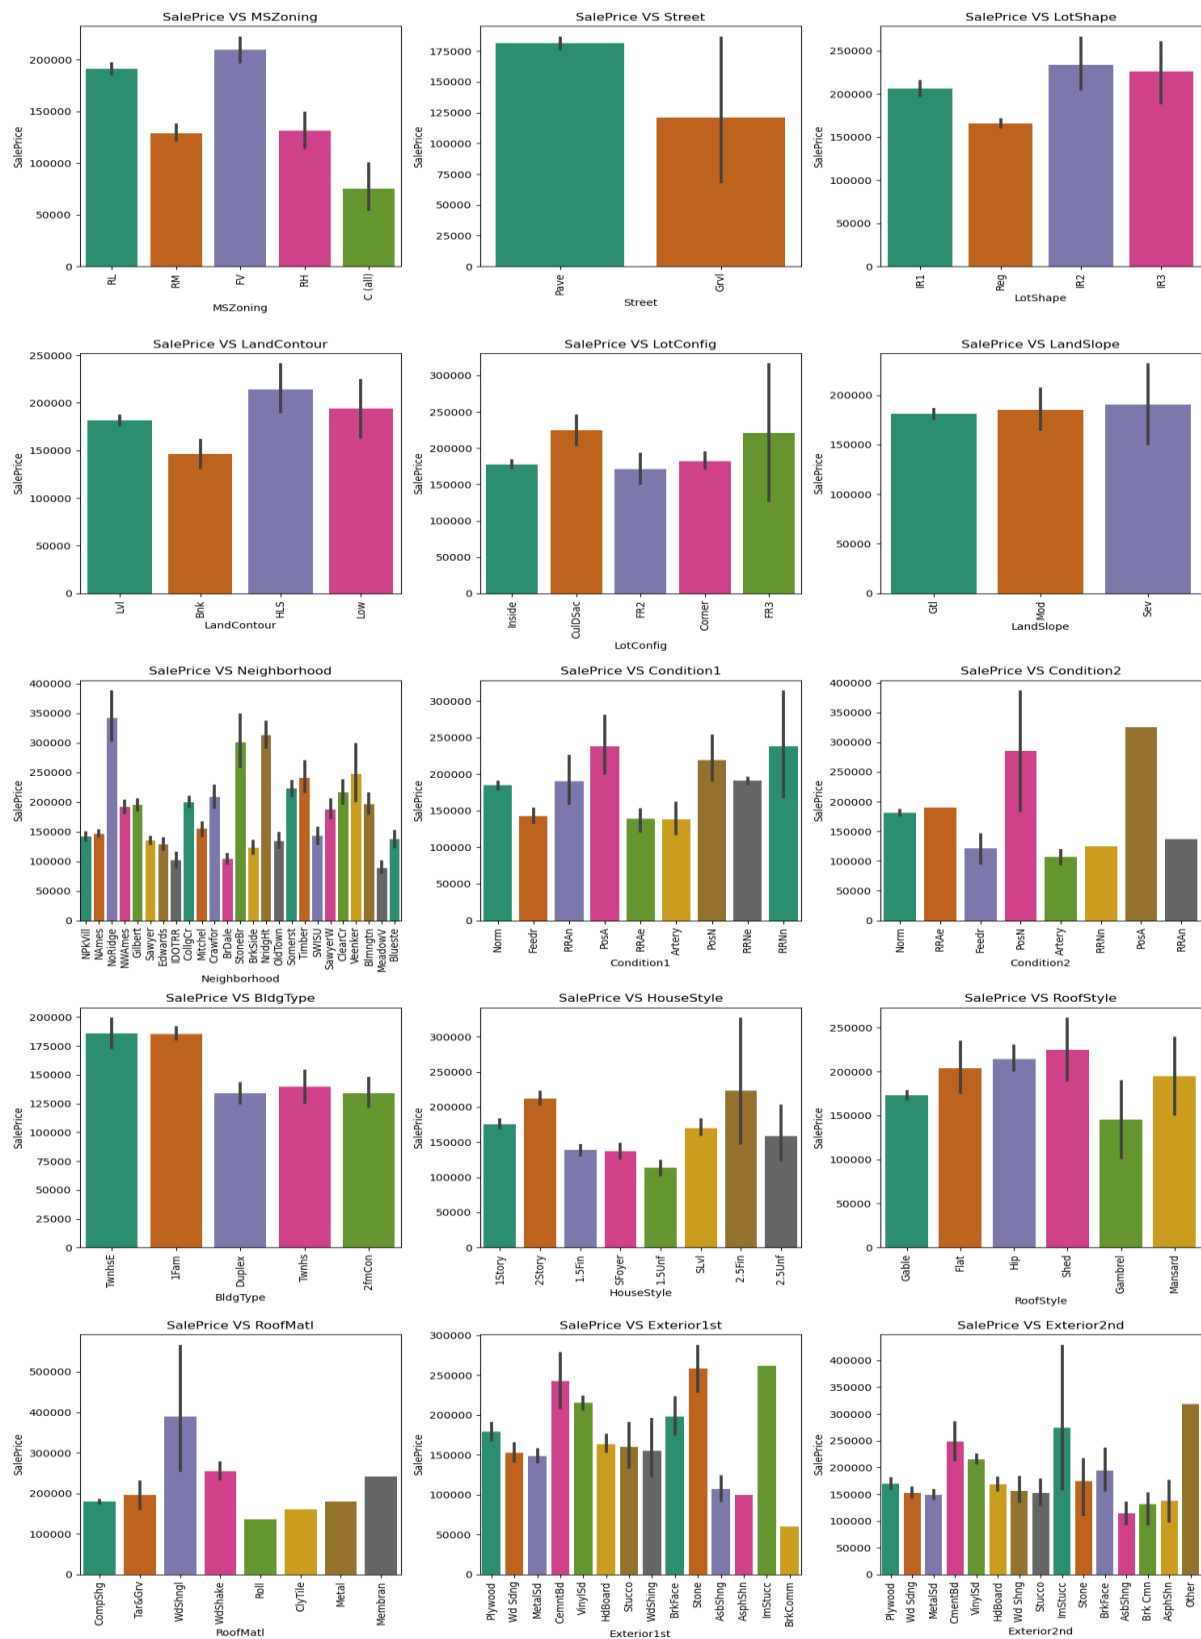 SalePrice VS MSZoning
SalePrice
200000
150000
100000
50000
0
RL RM FV RH C (all)
MSZoning
SalePrice VS Street
SalePrice
175000
150000
125000
100000
75000
50000
25000
0
Pave Grvl
Street
SalePrice VS LotShape
SalePrice
250000
200000
150000
100000
50000
0
IR1 Reg IR2 IR3
LotShape
SalePrice VS LandContour
SalePrice
250000
200000
150000
100000
50000
0
Lvl Bnk HLS Low
LandContour
SalePrice VS LotConfig
SalePrice
300000
250000
200000
150000
100000
50000
0
Inside CulDSac FR2 Corner FR3
LotConfig
SalePrice VS LandSlope
SalePrice
200000
150000
100000
50000
0
Gtl Mod Sev
LandSlope
SalePrice VS Neighborhood
SalePrice
400000
350000
300000
250000
200000
150000
100000
50000
0
NPkVill NAmes NoRidge NWAmes Gilbert Sawyer Edwards IDOTRR CollgCr Mitchel Crawfor BrDale StoneBr BrkSide NridgHt OldTown Somerst Timber SWISU SawyerW ClearCr Veenker Blmngtn MeadowV Blueste
Neighborhood
SalePrice VS Condition1
SalePrice
300000
250000
200000
150000
100000
50000
0
Norm Feedr RRAn PosA RRAe Artery PosN RRNe RRNn
Condition1
SalePrice VS Condition2
SalePrice
400000
350000
300000
250000
200000
150000
100000
50000
0
Norm RRAe Feedr PosN Artery RRNn PosA RRAn
Condition2
SalePrice VS BldgType
SalePrice
200000
175000
150000
125000
100000
75000
50000
25000
0
TwnhsE 1Fam Duplex Twnhs 2fmCon
BldgType
SalePrice VS HouseStyle
SalePrice
300000
250000
200000
150000
100000
50000
0
1Story 2Story 1.5Fin SFoyer 1.5Unf SLvl 2.5Fin 2.5Unf
HouseStyle
SalePrice VS RoofStyle
SalePrice
250000
200000
150000
100000
50000
0
Gable Flat Hip Shed Gambrel Mansard
RoofStyle
SalePrice VS RoofMatl
SalePrice
500000
400000
300000
200000
100000
0
CompShg Tar&Grv WdShngl WdShake Roll ClyTile Metal Membran
RoofMatl
SalePrice VS Exterior1st
SalePrice
300000
250000
200000
150000
100000
50000
0
Plywood Wd Sdng MetalSd CemntBd VinylSd HdBoard Stucco WdShing BrkFace Stone AsbShng AsphShn ImStucc BrkComm
Exterior1st
SalePrice VS Exterior2nd
SalePrice
400000
350000
300000
250000
200000
150000
100000
50000
0
Plywood Wd Sdng MetalSd CmentBd VinylSd HdBoard Wd Shng Stucco ImStucc Stone BrkFace AsbShng Brk Cmn AsphShn Other
Exterior2nd